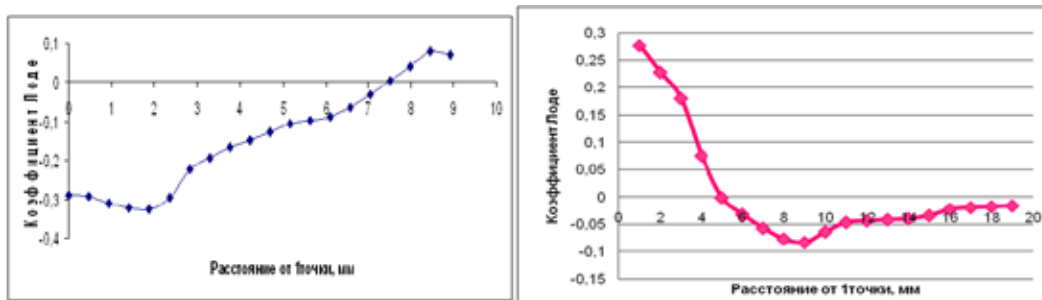 Коэффициент Лоде
0,1
0
-0,1
-0,2
-0,3
-0,4
0 1 2 3 4 5 6 7 8 9 10
Расстояние от 1точки, мм
Коэффициент Лоде
0,3
0,25
0,2
0,15
0,1
0,05
0
-0,05
-0,1
-0,15
0 2 4 6 8 10 12 14 16 18 20
Расстояние от 1точки, мм